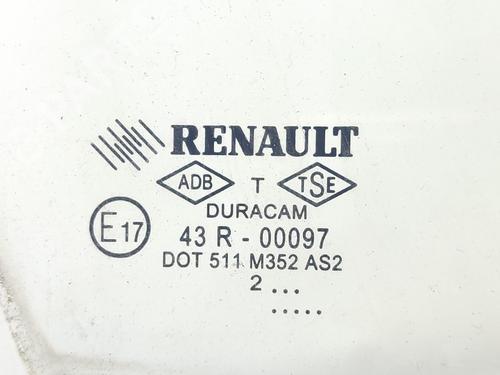 RENAULT
ADB T TSE
DURACAM
E17 43 R - 00097
DOT 511 M352 AS2
2 ...
.....